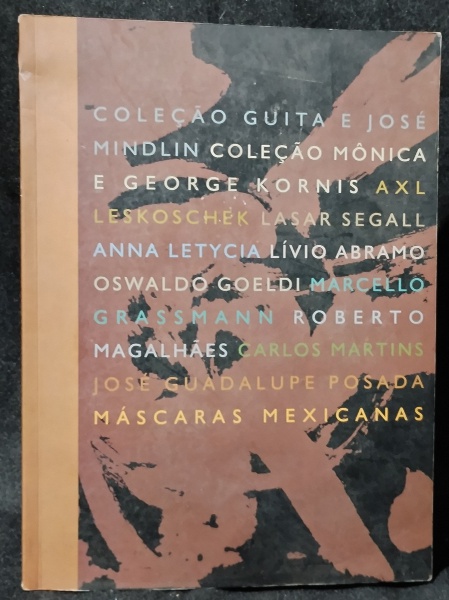 COLEÇÃO GUITA E JOSÉ
MINDLIN COLEÇÃO MÔNICA
E GEORGE KORNIS AXL
LESKOSCHEK LASAR SEGALL
ANNA LETYCIA LÍVIO ABRAMO
OSWALDO GOELDI MARCELLO
GRASSMANN ROBERTO
MAGALHÃES CARLOS MARTINS
JOSÉ GUADALUPE POSADA
MÁSCARAS MEXICANAS